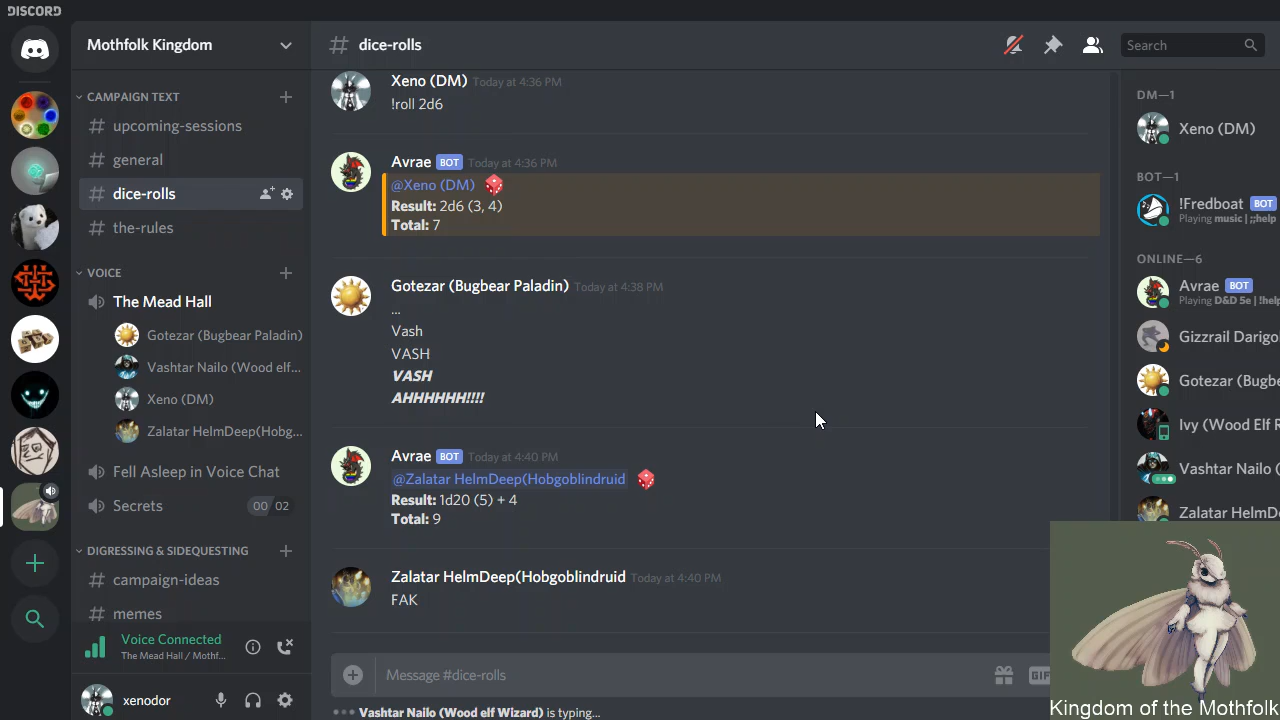 DISCORD
Mothfolk Kingdom
CAMPAIGN TEXT
# upcoming-sessions
# general
# dice-rolls
# the-rules
VOICE
The Mead Hall
Gotezar (Bugbear Paladin)
Vashtar Nailo (Wood elf...
Xeno (DM)
Zalatar HelmDeep(Hobg...
Fell Asleep in Voice Chat
Secrets 00 02
DIGRESSING & SIDEQUESTING
# campaign-ideas
# memes
Voice Connected
The Mead Hall / Mothf...
xenodor
# dice-rolls
Search
Xeno (DM) Today at 4:36 PM
!roll 2d6
Avrae BOT Today at 4:36 PM
@Xeno (DM)
Result: 2d6 (3, 4)
Total: 7
Gotezar (Bugbear Paladin) Today at 4:38 PM
...
Vash
VASH
VASH
AHHHHHH!!!!
Avrae BOT Today at 4:40 PM
@Zalatar HelmDeep(Hobgoblindruid
Result: 1d20 (5) + 4
Total: 9
Zalatar HelmDeep(Hobgoblindruid Today at 4:40 PM
FAK
Message #dice-rolls
GIF
Vashtar Nailo (Wood elf Wizard) is typing...
DM—1
Xeno (DM)
BOT—1
!Fredboat BOT
Playing music | ;;help
ONLINE—6
Avrae BOT
Playing D&D 5e | !help
Gizzrail Darigo
Gotezar (Bugbe
Ivy (Wood Elf R
Vashtar Nailo (
Zalatar HelmDe
Kingdom of the Mothfolk